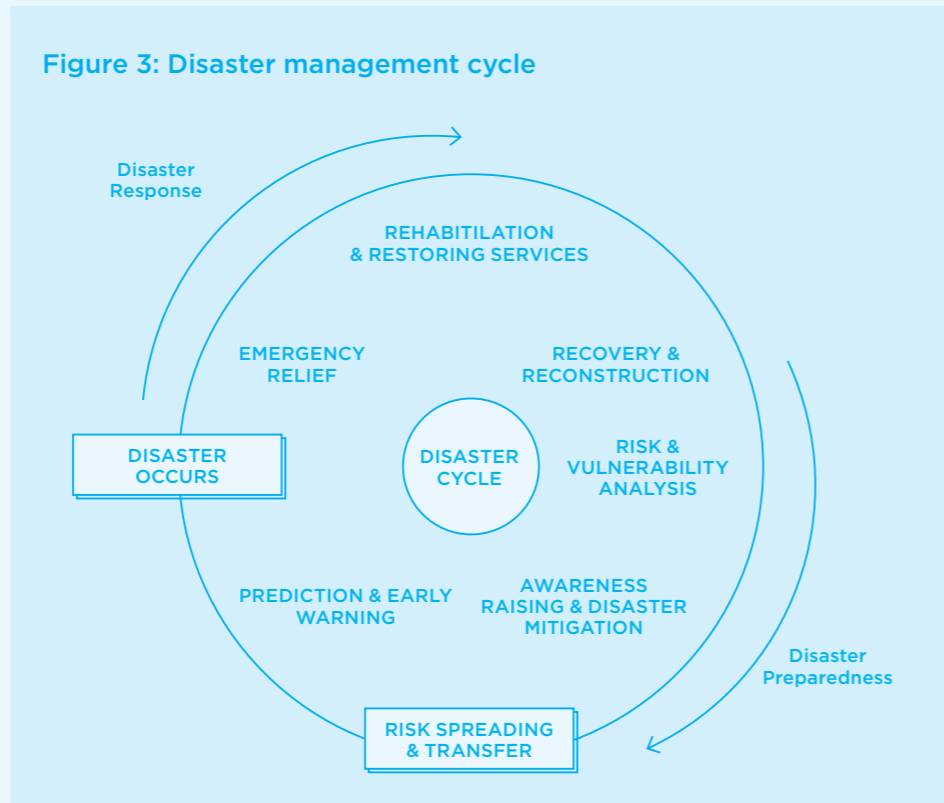 Figure 3: Disaster management cycle
Disaster
Response
REHABITILATION
& RESTORING SERVICES
EMERGENCY
RELIEF
RECOVERY &
RECONSTRUCTION
DISASTER
OCCURS
DISASTER
CYCLE
RISK &
VULNERABILITY
ANALYSIS
PREDICTION & EARLY
WARNING
AWARENESS
RAISING & DISASTER
MITIGATION
Disaster
Preparedness
RISK SPREADING
& TRANSFER